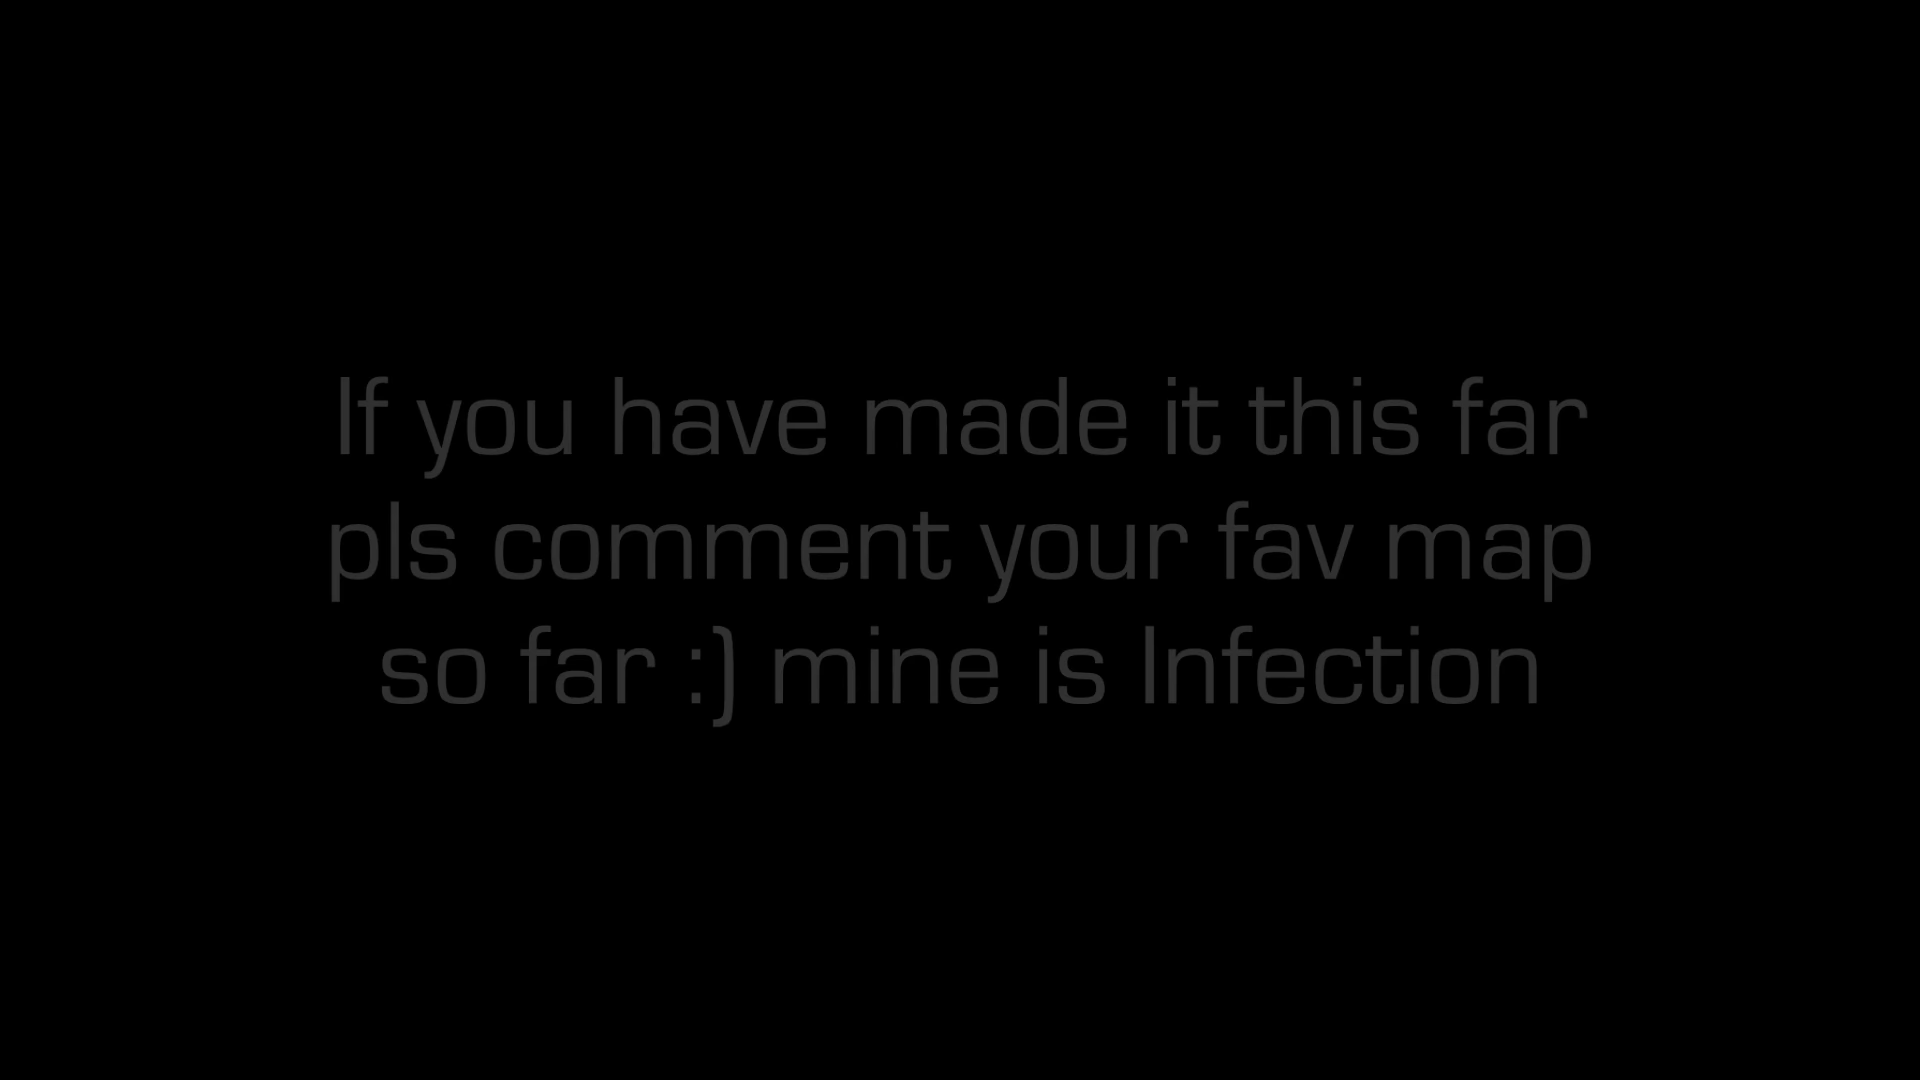 If you have made it this far
pls comment your fav map
so far :) mine is Infection